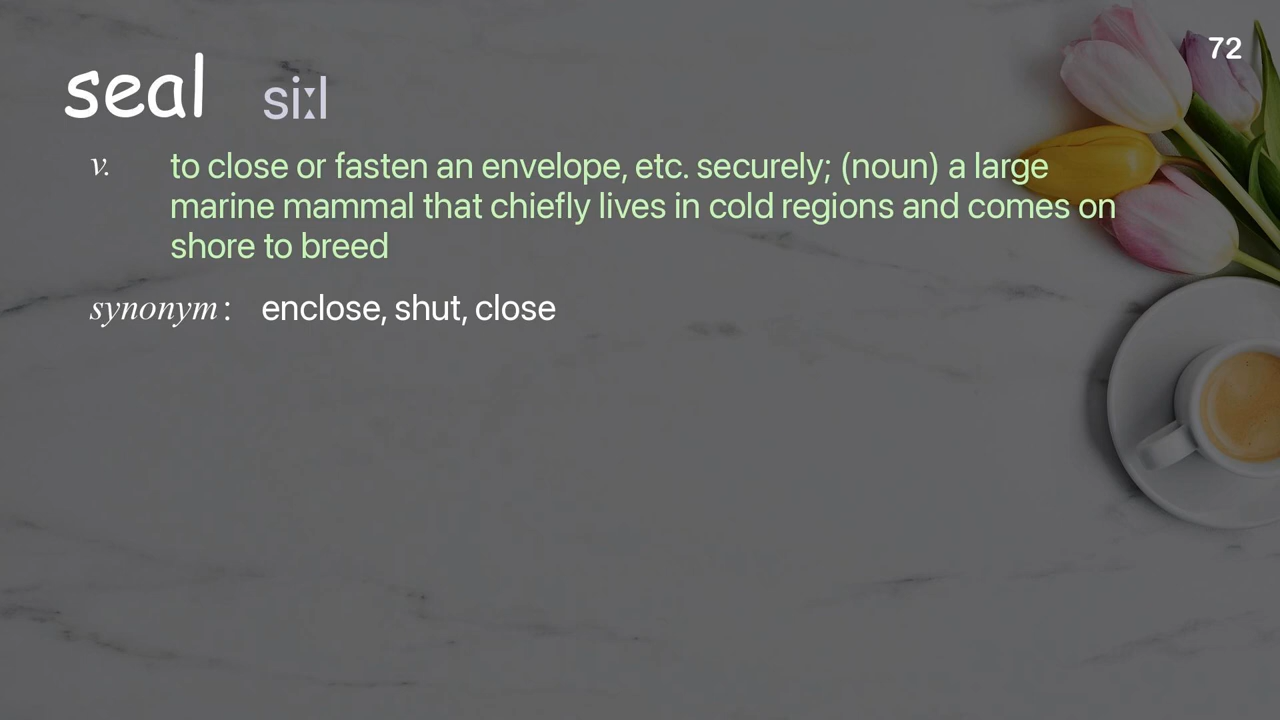 72
seal siːl
v. to close or fasten an envelope, etc. securely; (noun) a large
marine mammal that chiefly lives in cold regions and comes on
shore to breed
synonym: enclose, shut, close